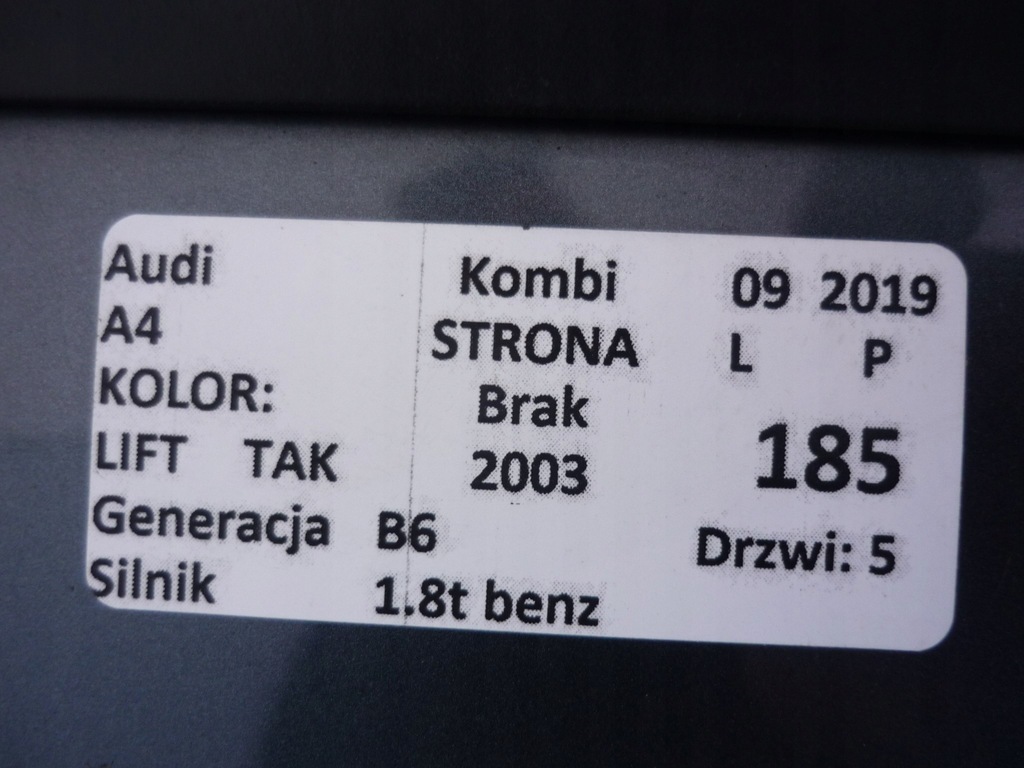 Audi Kombi 09 2019
A4 STRONA L P
KOLOR: Brak
LIFT TAK 2003 185
Generacja B6 Drzwi: 5
Silnik 1.8t benz